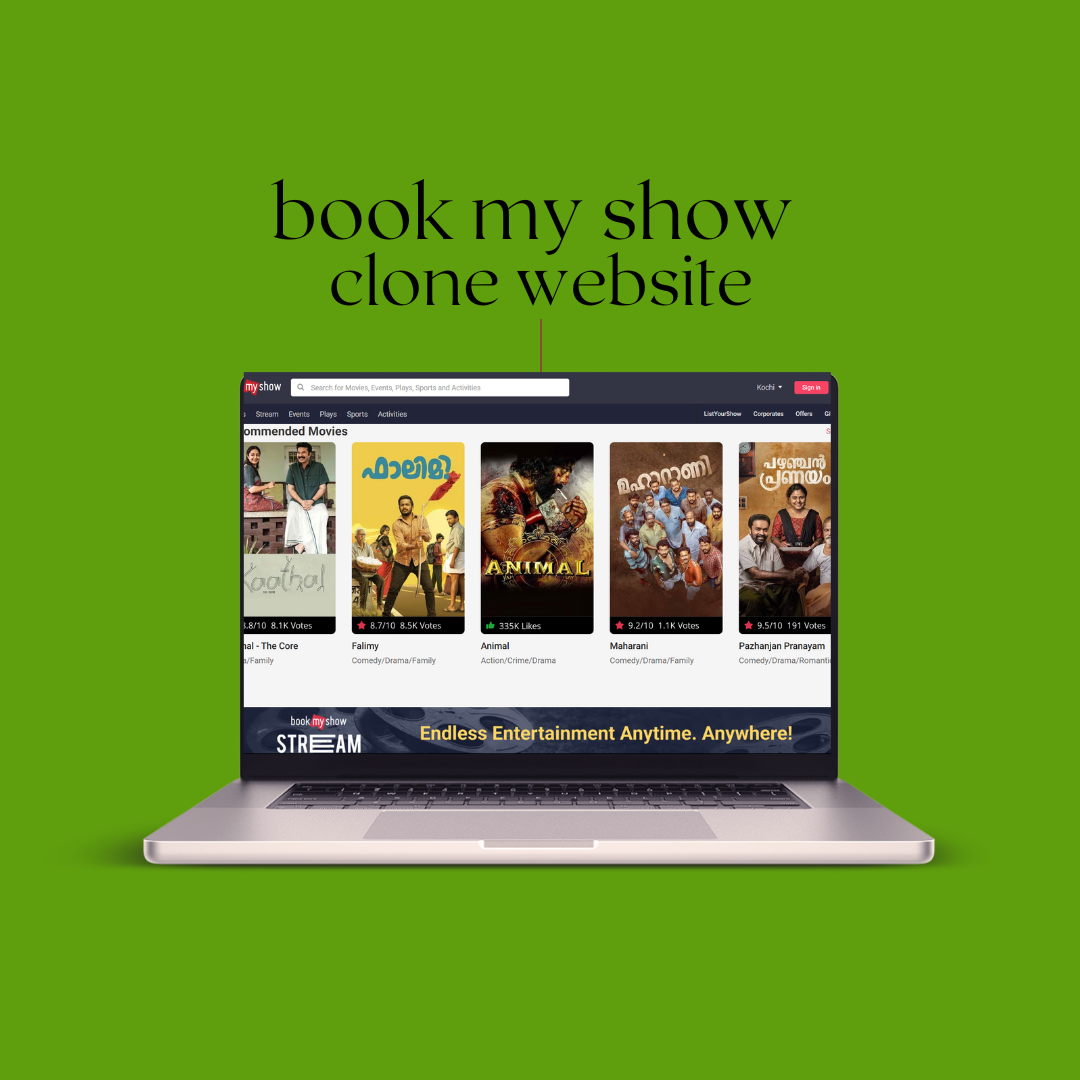 book my show
clone website
my show
Search for Movies, Events, Plays, Sports and Activities
Kochi
Sign in
Stream Events Plays Sports Activities
ListYourShow Corporates Offers
ommended Movies
Kaathal
ഫാലിമി
ANIMAL
മഹാറാണി
പഴഞ്ചൻ
പ്രണയം
8.8/10 8.1K Votes
8.7/10 8.5K Votes
335K Likes
9.2/10 1.1K Votes
9.5/10 191 Votes
hal - The Core
Falimy
Animal
Maharani
Pazhanjan Pranayam
a/Family
Comedy/Drama/Family
Action/Crime/Drama
Comedy/Drama/Family
Comedy/Drama/Romanti
book my show
STREAM
Endless Entertainment Anytime. Anywhere!